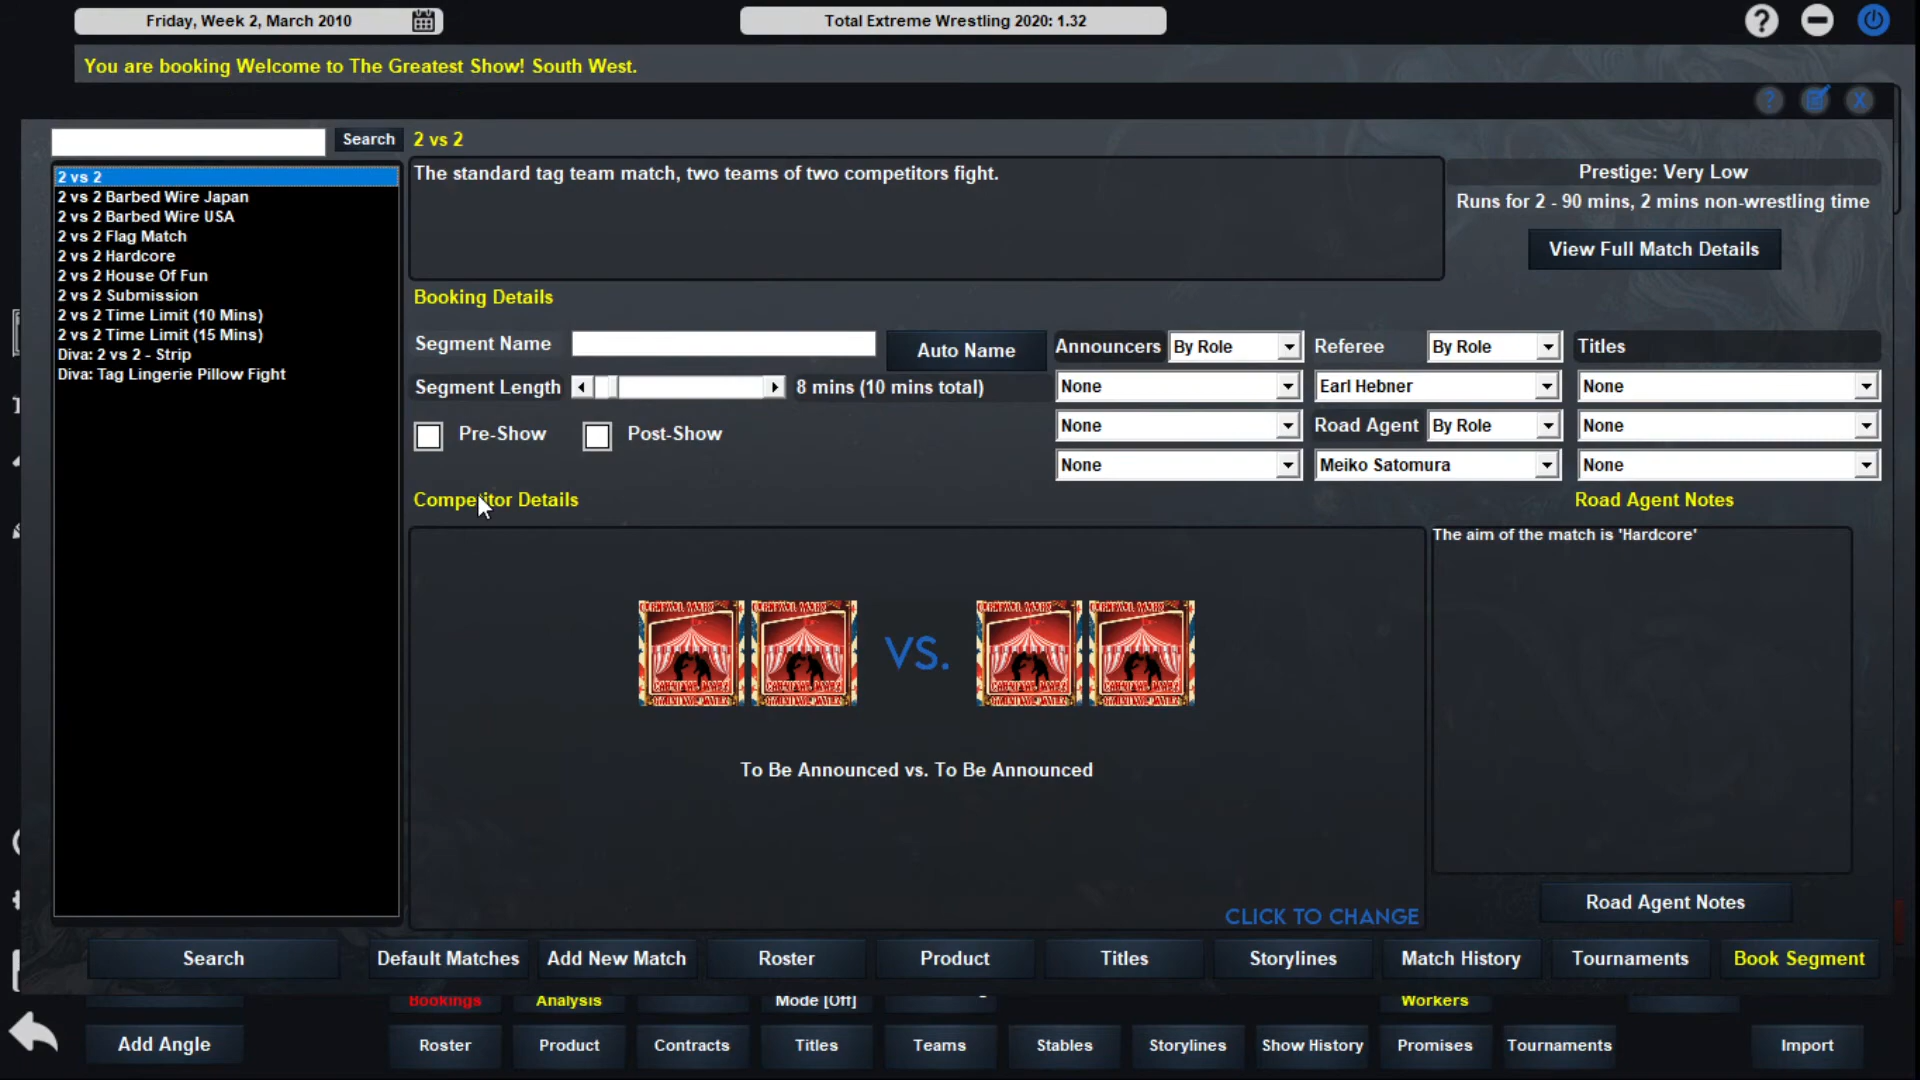 Friday, Week 2, March 2010
Total Extreme Wrestling 2020: 1.32
You are booking Welcome to The Greatest Show! South West.
Search
2 vs 2
2 vs 2
2 vs 2 Barbed Wire Japan
2 vs 2 Barbed Wire USA
2 vs 2 Flag Match
2 vs 2 Hardcore
2 vs 2 House Of Fun
2 vs 2 Submission
2 vs 2 Time Limit (10 Mins)
2 vs 2 Time Limit (15 Mins)
Diva: 2 vs 2 - Strip
Diva: Tag Lingerie Pillow Fight
The standard tag team match, two teams of two competitors fight.
Prestige: Very Low
Runs for 2 - 90 mins, 2 mins non-wrestling time
View Full Match Details
Booking Details
Segment Name
Auto Name
Announcers
By Role
Referee
By Role
Titles
Segment Length
8 mins (10 mins total)
None
Earl Hebner
None
Pre-Show
Post-Show
None
Road Agent
By Role
None
None
Meiko Satomura
None
Competitor Details
Road Agent Notes
The aim of the match is 'Hardcore'
VS.
To Be Announced vs. To Be Announced
CLICK TO CHANGE
Road Agent Notes
Search
Default Matches
Add New Match
Roster
Product
Titles
Storylines
Match History
Tournaments
Book Segment
Bookings
Analysis
Mode [Off]
Workers
Add Angle
Roster
Product
Contracts
Titles
Teams
Stables
Storylines
Show History
Promises
Tournaments
Import